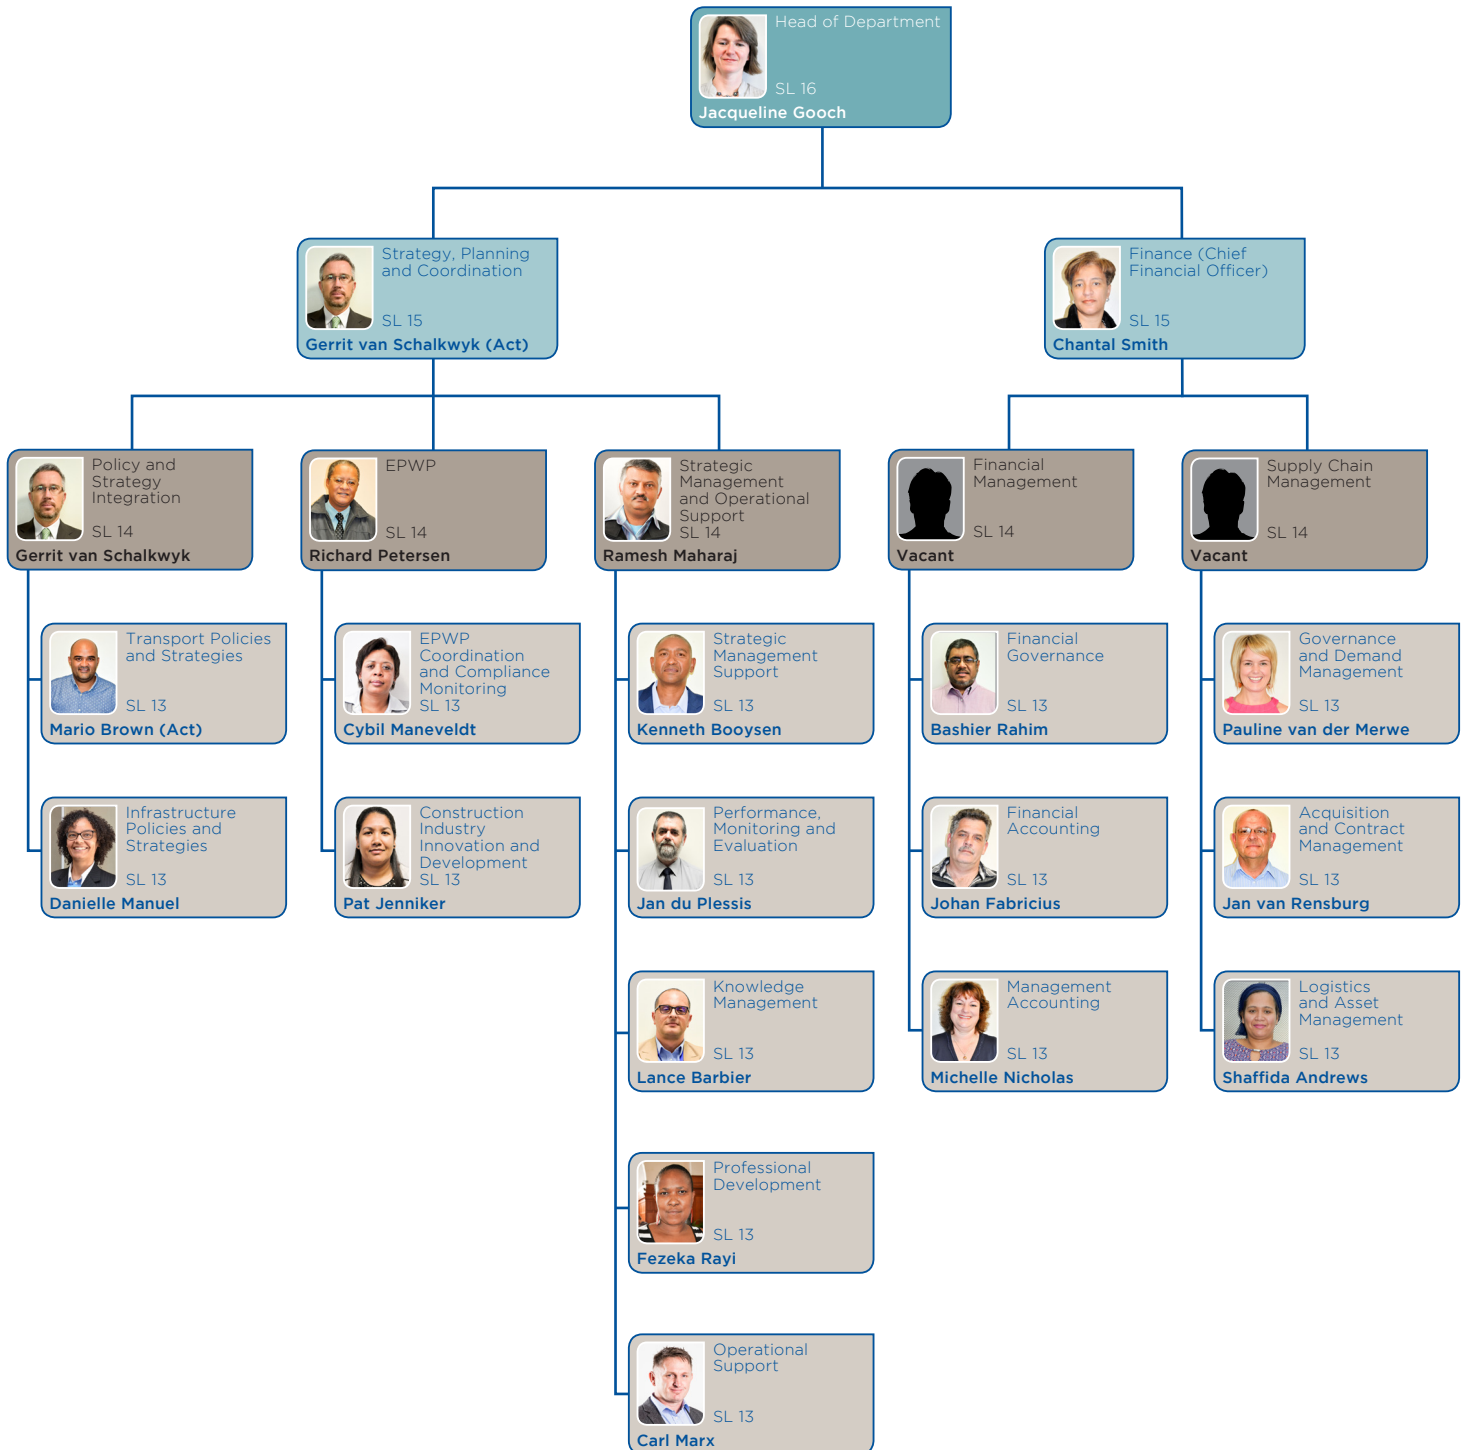 Head of Department
SL 16
Jacqueline Gooch
Strategy, Planning
and Coordination
SL 15
Gerrit van Schalkwyk (Act)
Finance (Chief
Financial Officer)
SL 15
Chantal Smith
Policy and
Strategy
Integration
SL 14
Gerrit van Schalkwyk
EPWP
SL 14
Richard Petersen
Strategic
Management
and Operational
Support
SL 14
Ramesh Maharaj
Financial
Management
SL 14
Vacant
Supply Chain
Management
SL 14
Vacant
Transport Policies
and Strategies
SL 13
Mario Brown (Act)
EPWP
Coordination
and Compliance
Monitoring
SL 13
Cybil Maneveldt
Strategic
Management
Support
SL 13
Kenneth Booysen
Financial
Governance
SL 13
Bashier Rahim
Governance
and Demand
Management
SL 13
Pauline van der Merwe
Infrastructure
Policies and
Strategies
SL 13
Danielle Manuel
Construction
Industry
Innovation and
Development
SL 13
Pat Jenniker
Performance,
Monitoring and
Evaluation
SL 13
Jan du Plessis
Financial
Accounting
SL 13
Johan Fabricius
Acquisition
and Contract
Management
SL 13
Jan van Rensburg
Knowledge
Management
SL 13
Lance Barbier
Management
Accounting
SL 13
Michelle Nicholas
Logistics
and Asset
Management
SL 13
Shaffida Andrews
Professional
Development
SL 13
Fezeka Rayi
Operational
Support
SL 13
Carl Marx